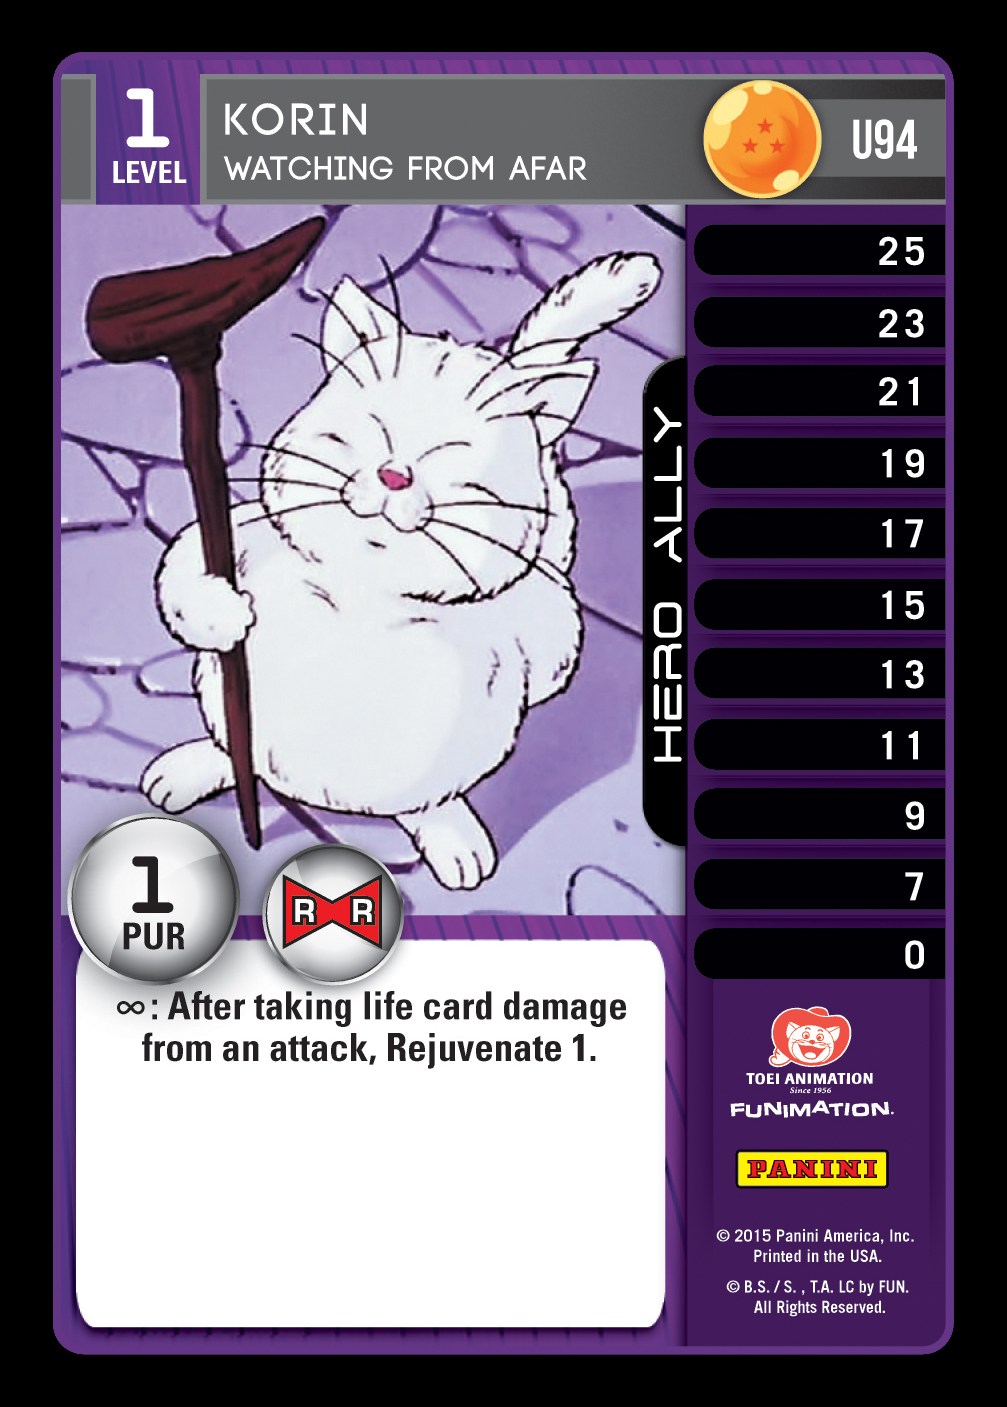 1
LEVEL
KORIN
WATCHING FROM AFAR
U94
25
23
21
19
17
15
13
11
9
7
0
HERO ALLY
1
PUR
R R
∞: After taking life card damage
from an attack, Rejuvenate 1.
TOEI ANIMATION
Since 1956
FUNIMATION.
PANINI
© 2015 Panini America, Inc.
Printed in the USA.
© B.S. / S. , T.A. LC by FUN.
All Rights Reserved.